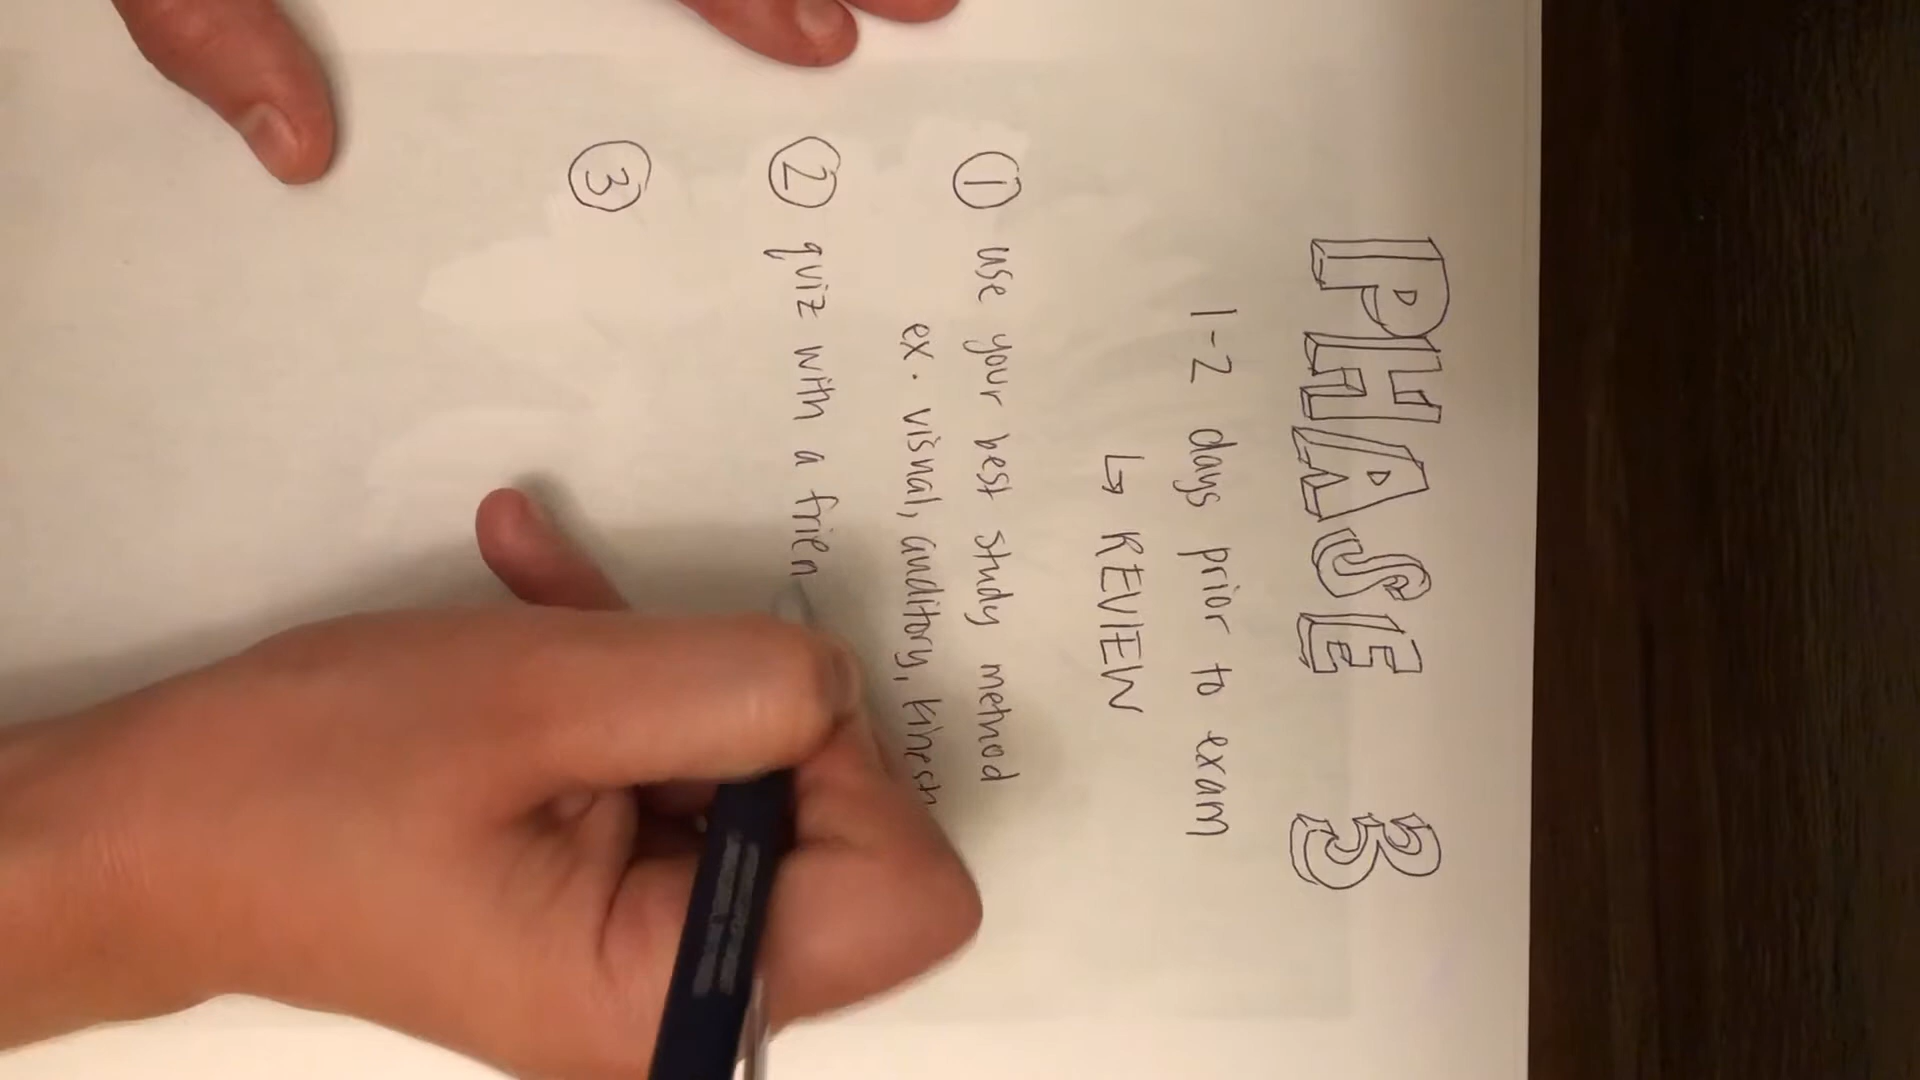 PHASE 3
1-2 days prior to exam
↳ REVIEW
① use your best study method
ex. visual, auditory, kinesth
② quiz with a frien
③